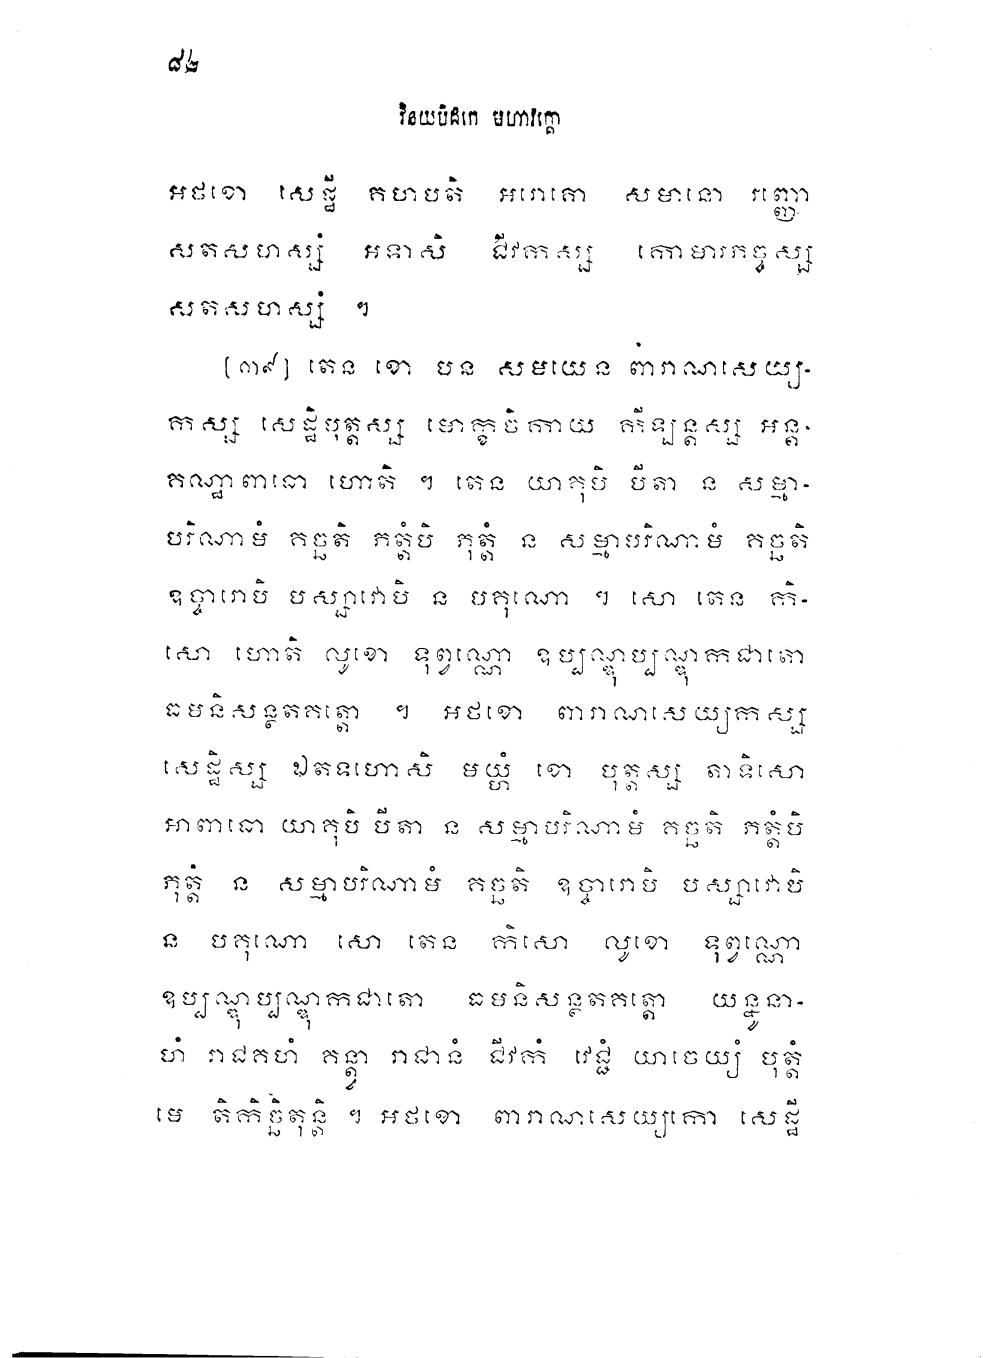 ៨៤
វិនយបិដកេ មហាវគ្គោ
អថខោ សេដ្ឋី គហបតិ អរោគោ សមានោ រញ្ញោ
សតសហស្សំ អទាសិ ជីវកស្ស កោមារភច្ចស្ស
សតសហស្សំ ។
(៣៩) តេន ខោ បន សមយេន ពារាណសេយ្យ-
កស្ស សេដ្ឋិបុត្តស្ស មោក្ខចិកាយ កីឡន្តស្ស អន្ត-
គណ្ឋាពាធោ ហោតិ ។ តេន យាគុបិ បីតា ន សម្មា-
បរិណាមំ គច្ឆតិ ភត្តំបិ ភុត្តំ ន សម្មាបរិណាមំ គច្ឆតិ
ឧច្ចារោបិ បស្សាវោបិ ន បគុណោ ។ សោ តេន កិ-
សោ ហោតិ លូខោ ទុព្វណ្ណោ ឧប្បណ្ឌុប្បណ្ឌុកជាតោ
ធមនិសន្ថតគត្តោ ។ អថខោ ពារាណសេយ្យកស្ស
សេដ្ឋិស្ស ឯតទហោសិ មយ្ហំ ខោ បុត្តស្ស តាទិសោ
អាពាធោ យាគុបិ បីតា ន សម្មាបរិណាមំ គច្ឆតិ ភត្តំបិ
ភុត្តំ ន សម្មាបរិណាមំ គច្ឆតិ ឧច្ចារោបិ បស្សាវោបិ
ន បគុណោ សោ តេន កិសោ លូខោ ទុព្វណ្ណោ
ឧប្បណ្ឌុប្បណ្ឌុកជាតោ ធមនិសន្ថតគត្តោ យន្នូនា-
ហំ រាជគហំ គន្ត្វា រាជានំ ជីវកំ វេជ្ជំ យាចេយ្យំ បុត្តំ
មេ តិកិច្ឆិតុន្តិ ។ អថខោ ពារាណសេយ្យកោ សេដ្ឋី